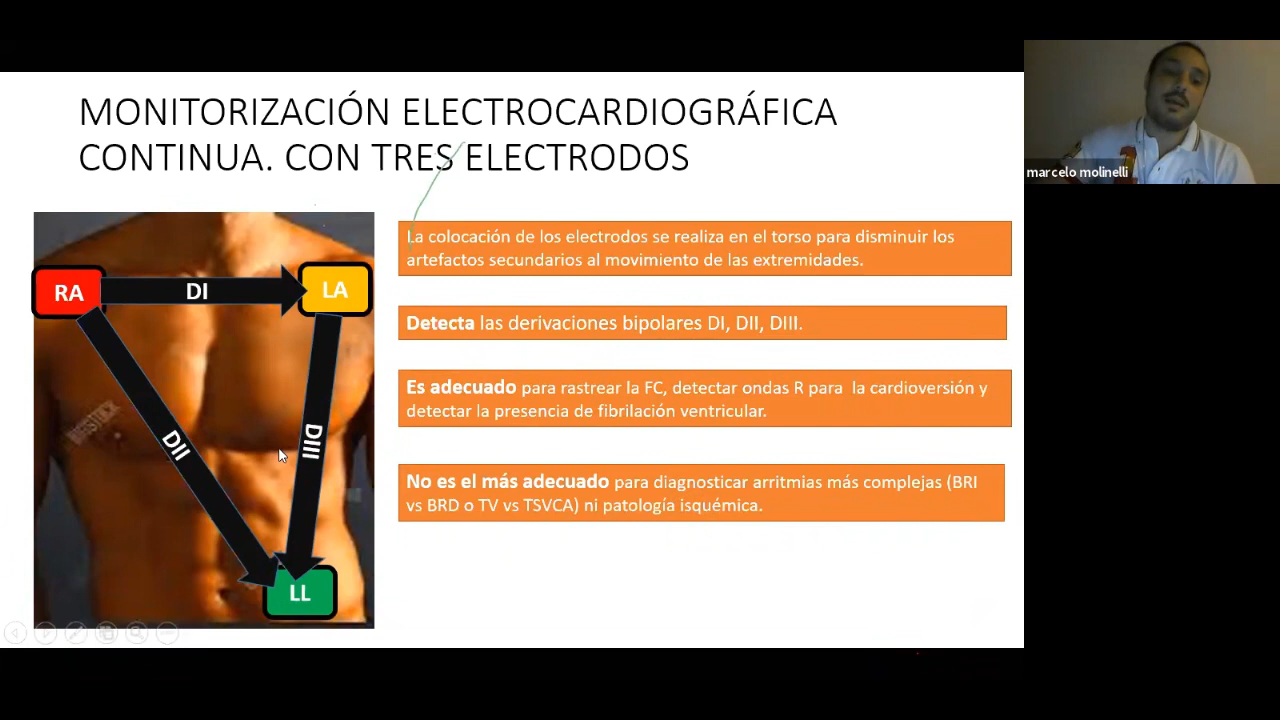 MONITORIZACIÓN ELECTROCARDIOGRÁFICA
CONTINUA. CON TRES ELECTRODOS
marcelo molinelli
RA
DI
LA
DII
DIII
LL
La colocación de los electrodos se realiza en el torso para disminuir los
artefactos secundarios al movimiento de las extremidades.
Detecta las derivaciones bipolares DI, DII, DIII.
Es adecuado para rastrear la FC, detectar ondas R para la cardioversión y
detectar la presencia de fibrilación ventricular.
No es el más adecuado para diagnosticar arritmias más complejas (BRI
vs BRD o TV vs TSVCA) ni patología isquémica.